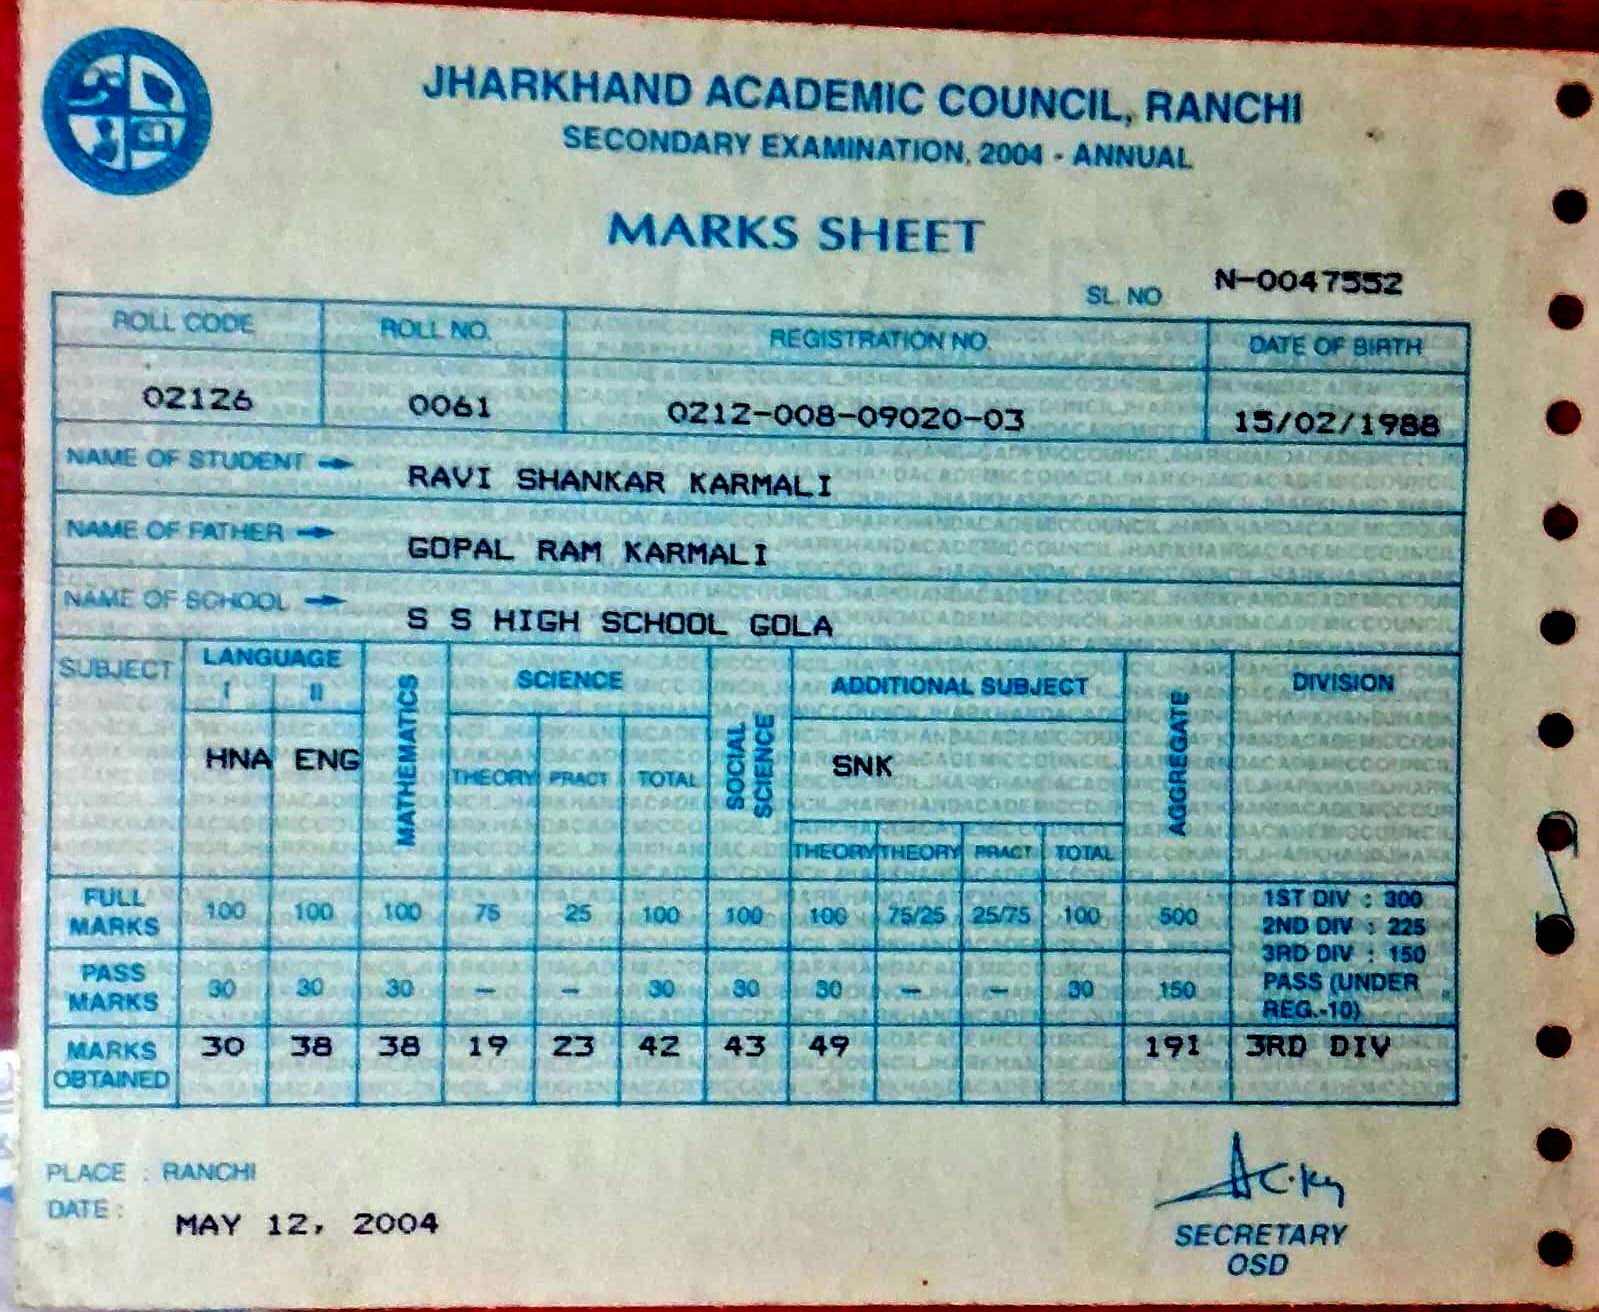 JHARKHAND ACADEMIC COUNCIL, RANCHI
SECONDARY EXAMINATION, 2004 - ANNUAL
MARKS SHEET
SL. NO N-0047552
ROLL CODE ROLL NO. REGISTRATION NO. DATE OF BIRTH
02126 0061 0212-008-09020-03 15/02/1988
NAME OF STUDENT → RAVI SHANKAR KARMALI
NAME OF FATHER → GOPAL RAM KARMALI
NAME OF SCHOOL → S S HIGH SCHOOL GOLA
SUBJECT LANGUAGE MATHEMATICS SCIENCE SOCIAL SCIENCE ADDITIONAL SUBJECT AGGREGATE DIVISION
I II
HNA ENG THEORY PRACT TOTAL SNK
THEORY THEORY PRACT TOTAL
FULL MARKS 100 100 100 75 25 100 100 100 75/25 25/75 100 500
1ST DIV : 300
2ND DIV : 225
3RD DIV : 150
PASS (UNDER
REG.-10)
PASS MARKS 30 30 30 - - 30 30 30 - - 30 150
MARKS OBTAINED 30 38 38 19 23 42 43 49 191 3RD DIV
PLACE : RANCHI
DATE : MAY 12, 2004
SECRETARY
OSD